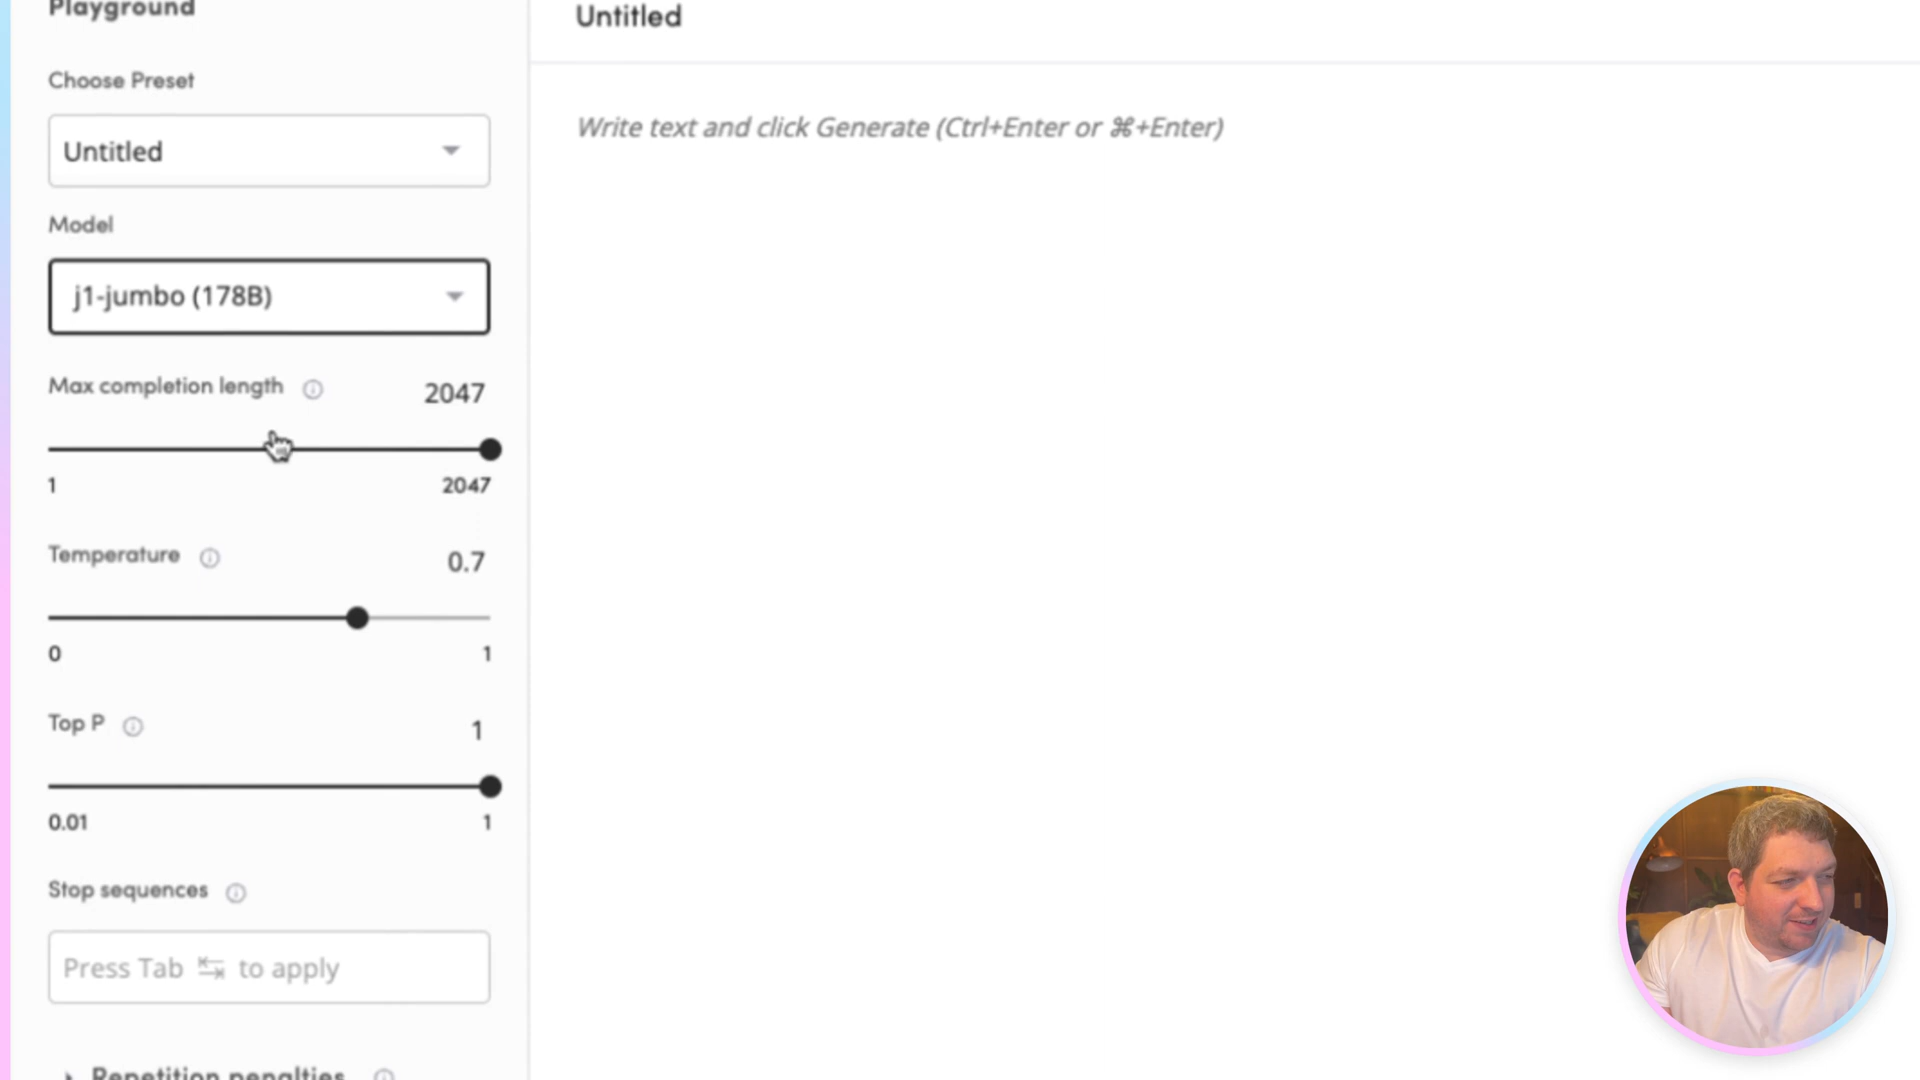 Playground
Untitled
Choose Preset
Untitled
Write text and click Generate (Ctrl+Enter or ⌘+Enter)
Model
j1-jumbo (178B)
Max completion length
2047
1
2047
Temperature
0.7
0
1
Top P
1
0.01
1
Stop sequences
Press Tab to apply
Repetition penalties